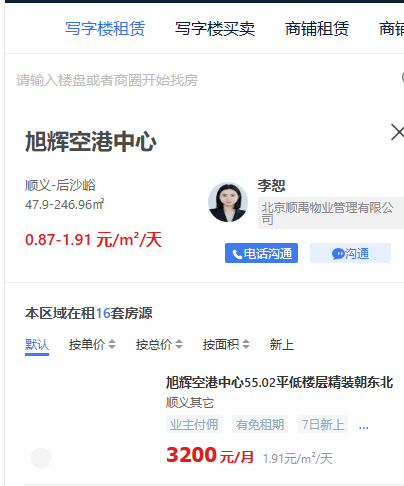 写字楼租赁 写字楼买卖 商铺租赁 商铺
请输入楼盘或者商圈开始找房
旭辉空港中心
顺义-后沙峪
47.9-246.96㎡
0.87-1.91 元/m²/天
李恕
北京顺禹物业管理有限公
司
电话沟通 沟通
本区域在租16套房源
默认 按单价 按总价 按面积 新上
旭辉空港中心55.02平低楼层精装朝东北
顺义其它
业主付佣 有免租期 7日新上 ...
3200 元/月 1.91元/m²/天